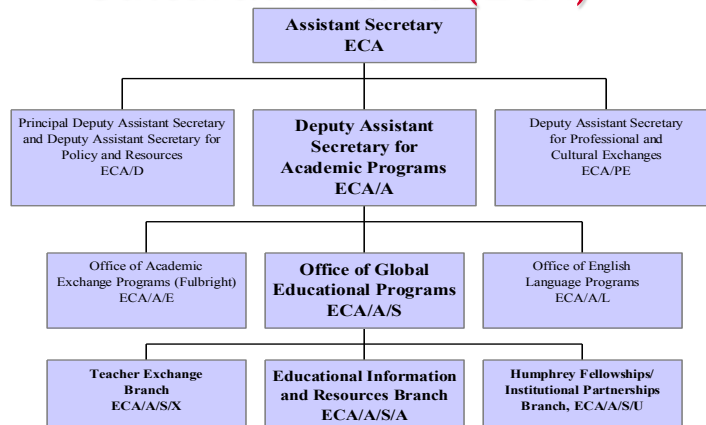 Assistant Secretary
ECA
Principal Deputy Assistant Secretary
and Deputy Assistant Secretary for
Policy and Resources
ECA/D
Deputy Assistant
Secretary for
Academic Programs
ECA/A
Deputy Assistant Secretary
for Professional and
Cultural Exchanges
ECA/PE
Office of Academic
Exchange Programs (Fulbright)
ECA/A/E
Office of Global
Educational Programs
ECA/A/S
Office of English
Language Programs
ECA/A/L
Teacher Exchange
Branch
ECA/A/S/X
Educational Information
and Resources Branch
ECA/A/S/A
Humphrey Fellowships/
Institutional Partnerships
Branch, ECA/A/S/U